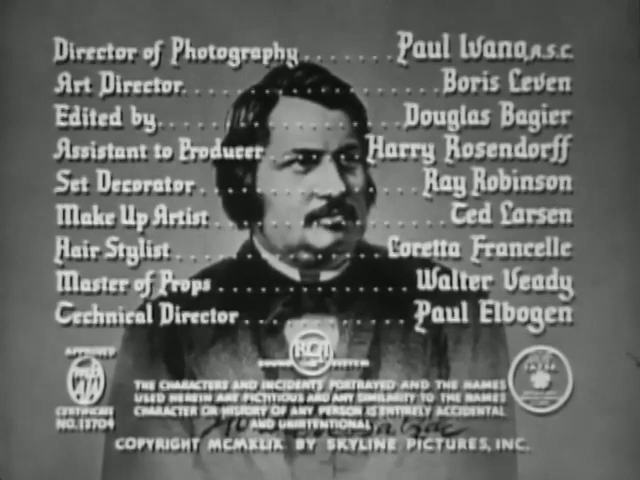 Director of Photography....... Paul Ivano, A.S.C.
Art Director.................... Boris Leven
Edited by.................... Douglas Bagier
Assistant to Producer........ Harry Rosendorff
Set Decorator................. Ray Robinson
Make Up Artist................. Ted Larsen
Hair Stylist................ Loretta Francelle
Master of Props............... Walter Veady
Technical Director............. Paul Elbogen
APPROVED
RCA
SOUND SYSTEM
THE CHARACTERS AND INCIDENTS PORTRAYED AND THE NAMES
USED HEREIN ARE FICTITIOUS AND ANY SIMILARITY TO THE NAMES
CHARACTER OR HISTORY OF ANY PERSON IS ENTIRELY ACCIDENTAL
AND UNINTENTIONAL
CERTIFICATE
NO. 13704
COPYRIGHT MCMXLIX BY SKYLINE PICTURES, INC.